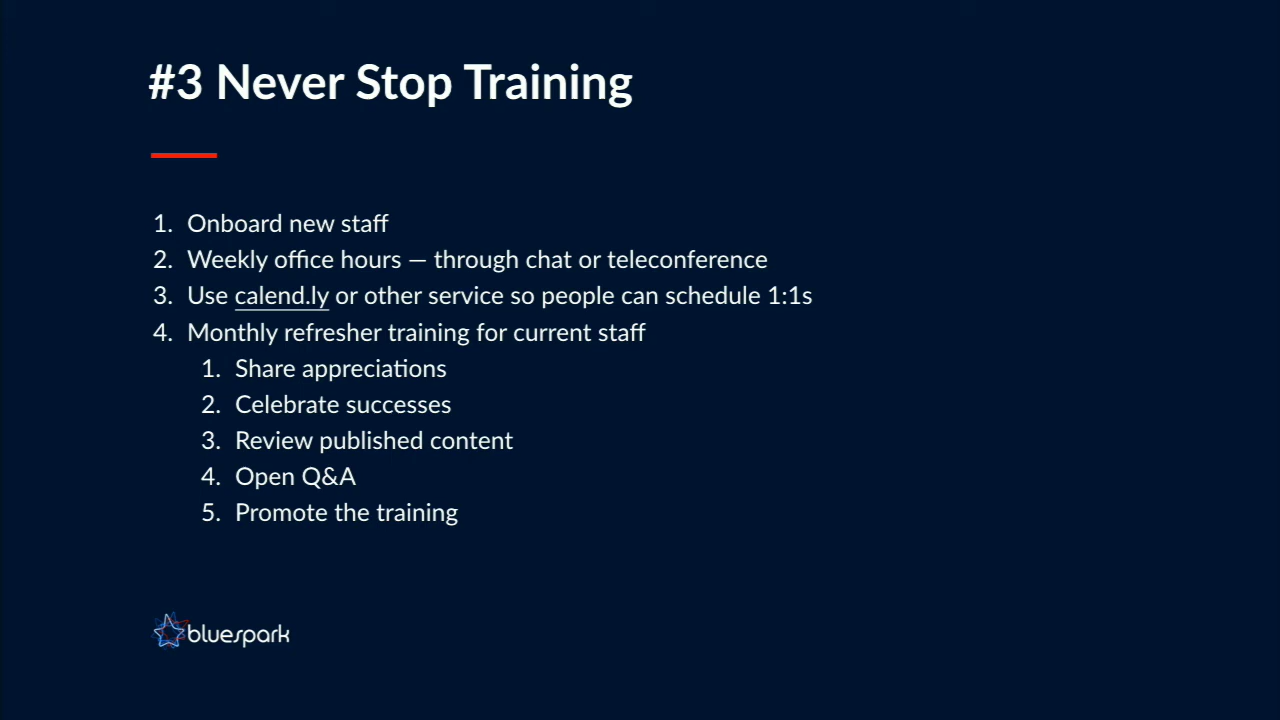 #3 Never Stop Training
1. Onboard new staff
2. Weekly office hours — through chat or teleconference
3. Use calend.ly or other service so people can schedule 1:1s
4. Monthly refresher training for current staff
1. Share appreciations
2. Celebrate successes
3. Review published content
4. Open Q&A
5. Promote the training
bluespark